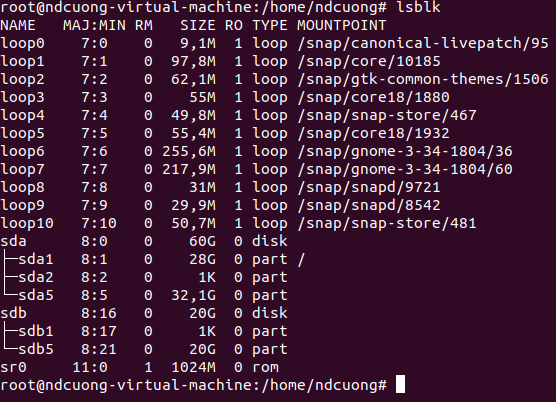 root@ndcuong-virtual-machine:/home/ndcuong# lsblk
NAME   MAJ:MIN RM   SIZE RO TYPE MOUNTPOINT
loop0    7:0    0   9,1M  1 loop /snap/canonical-livepatch/95
loop1    7:1    0  97,8M  1 loop /snap/core/10185
loop2    7:2    0  62,1M  1 loop /snap/gtk-common-themes/1506
loop3    7:3    0    55M  1 loop /snap/core18/1880
loop4    7:4    0  49,8M  1 loop /snap/snap-store/467
loop5    7:5    0  55,4M  1 loop /snap/core18/1932
loop6    7:6    0 255,6M  1 loop /snap/gnome-3-34-1804/36
loop7    7:7    0 217,9M  1 loop /snap/gnome-3-34-1804/60
loop8    7:8    0    31M  1 loop /snap/snapd/9721
loop9    7:9    0  29,9M  1 loop /snap/snapd/8542
loop10   7:10   0  50,7M  1 loop /snap/snap-store/481
sda      8:0    0    60G  0 disk
├─sda1   8:1    0    28G  0 part /
├─sda2   8:2    0     1K  0 part
└─sda5   8:5    0  32,1G  0 part
sdb      8:16   0    20G  0 disk
├─sdb1   8:17   0     1K  0 part
└─sdb5   8:21   0    20G  0 part
sr0     11:0    1  1024M  0 rom
root@ndcuong-virtual-machine:/home/ndcuong#